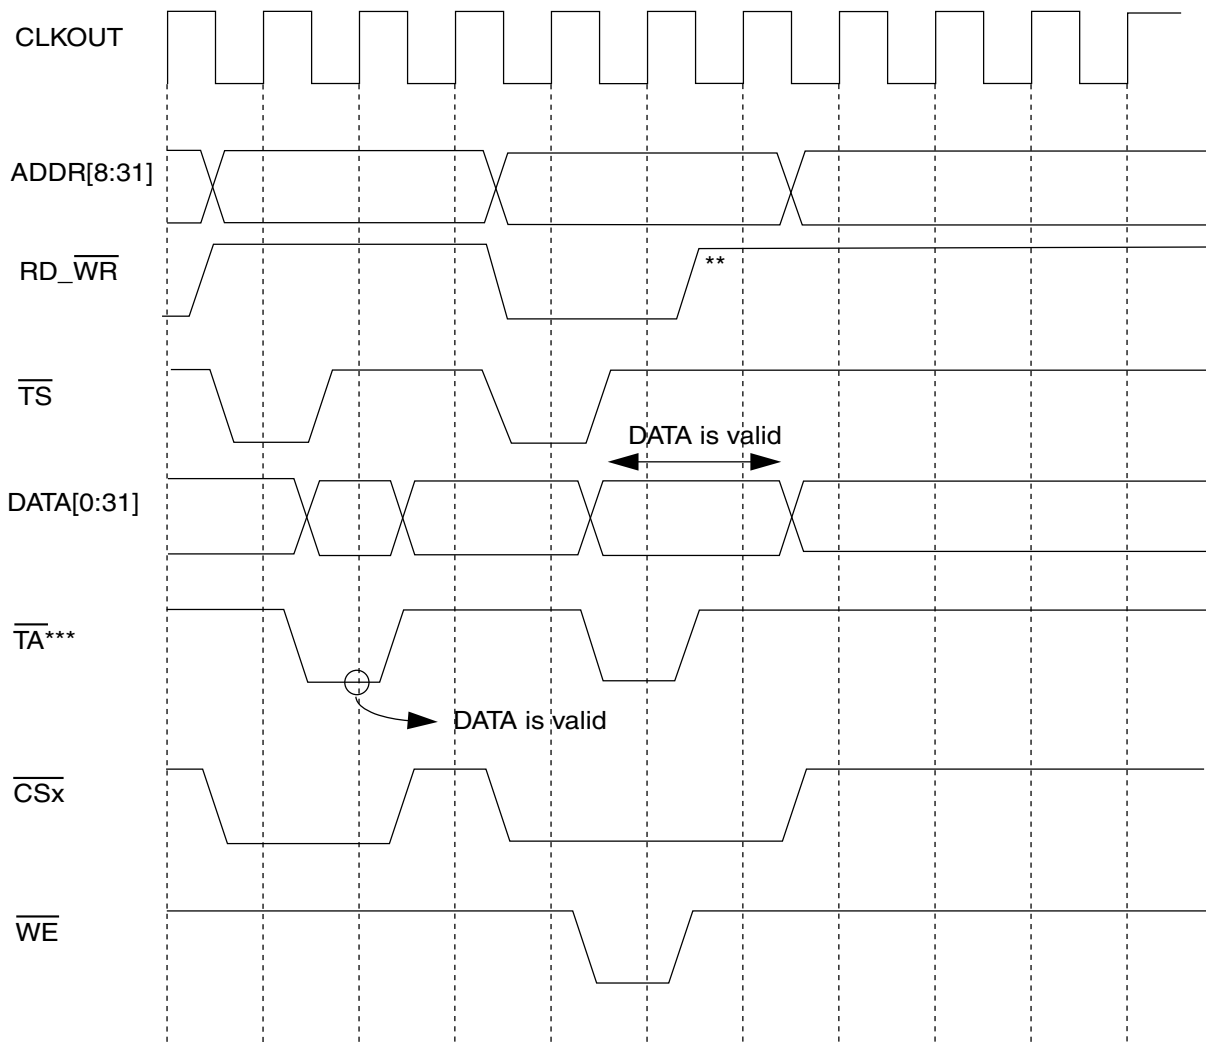 CLKOUT
ADDR[8:31]
RD_WR
**
TS
DATA is valid
DATA[0:31]
TA***
DATA is valid
CSx
WE